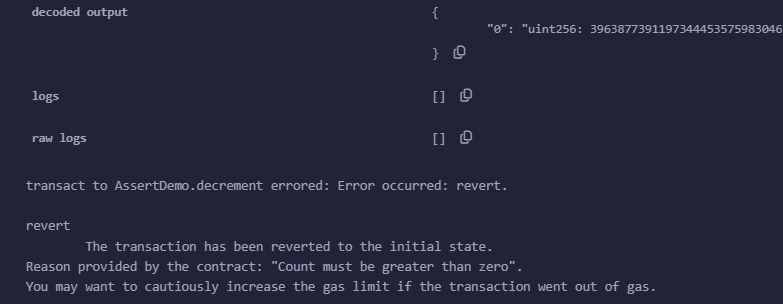 decoded output {
"0": "uint256: 3963877391197344453575983046
}
logs []
raw logs []
transact to AssertDemo.decrement errored: Error occurred: revert.
revert
The transaction has been reverted to the initial state.
Reason provided by the contract: "Count must be greater than zero".
You may want to cautiously increase the gas limit if the transaction went out of gas.